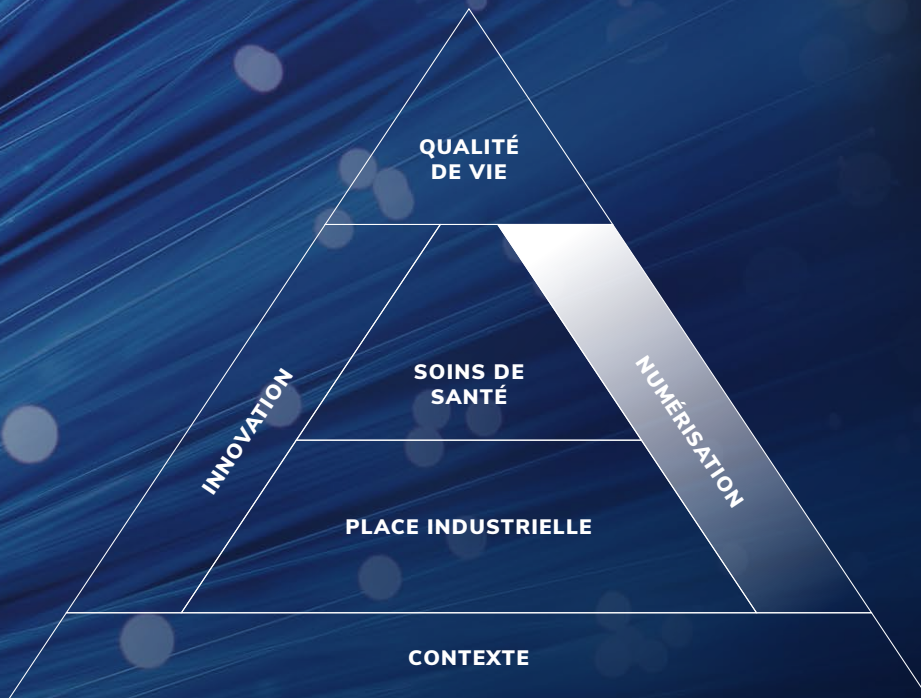 QUALITÉ
DE VIE
SOINS DE
SANTÉ
INNOVATION
NUMÉRISATION
PLACE INDUSTRIELLE
CONTEXTE